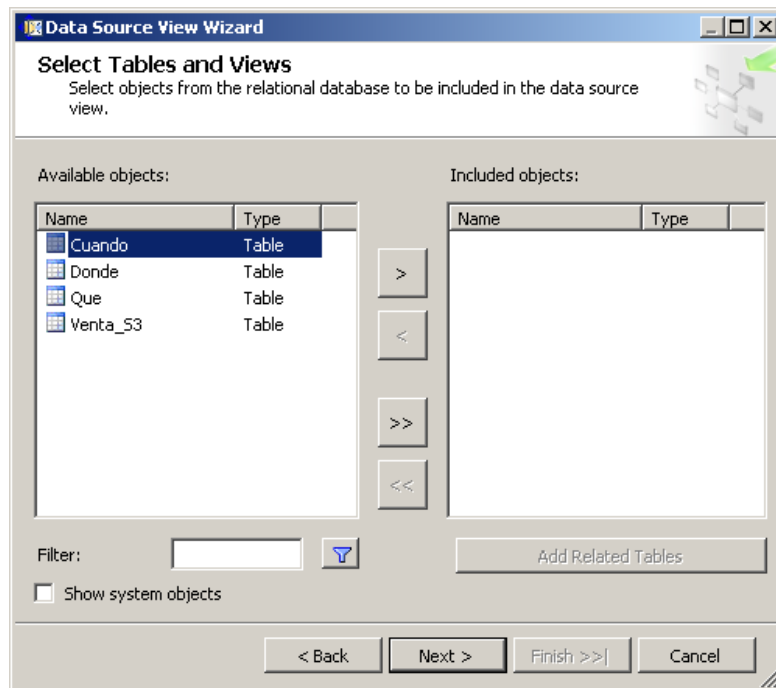 Data Source View Wizard
Select Tables and Views
Select objects from the relational database to be included in the data source
view.
Available objects:
Included objects:
Name Type
Cuando Table
Donde Table
Que Table
Venta_S3 Table
Name Type
>
<
>>
<<
Filter:
Add Related Tables
Show system objects
< Back Next > Finish >>| Cancel